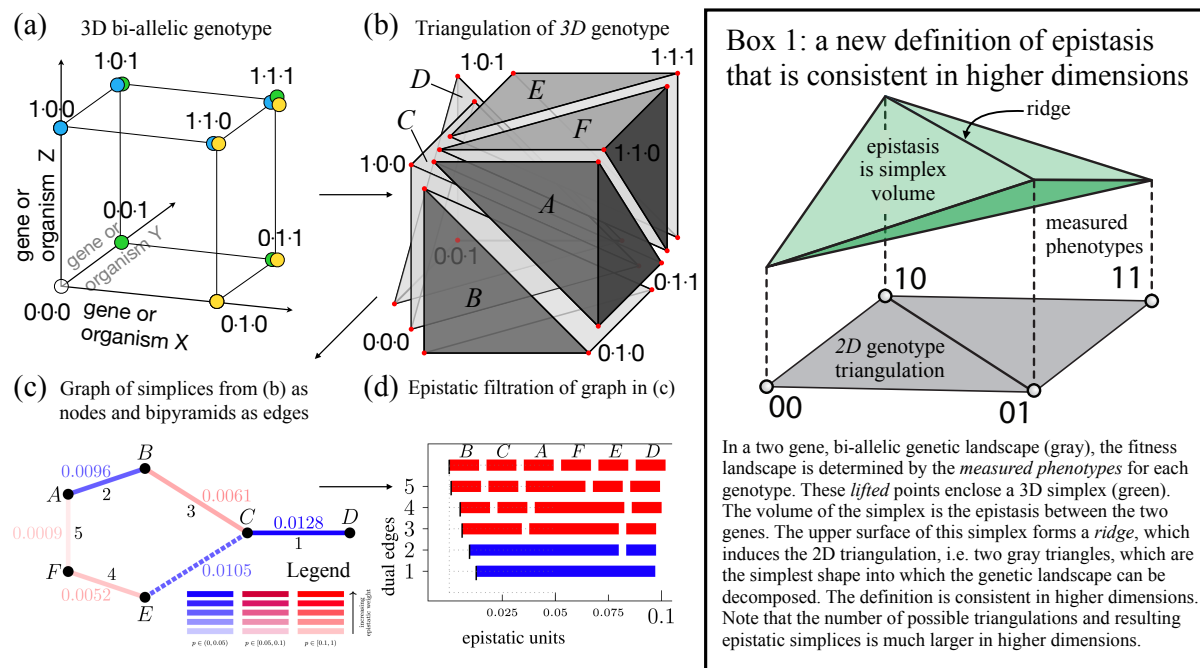 (a)
3D bi-allelic genotype
1·0·1
1·1·1
1·0·0
1·1·0
gene or
organism Z
0·0·1
gene or
organism Y
0·1·1
0·0·0
gene or
organism X
0·1·0
(b)
Triangulation of 3D genotype
1·0·1
1·1·1
D
E
C
F
1·0·0
1·1·0
A
0·0·1
B
0·1·1
0·0·0
0·1·0
(c) Graph of simplices from (b) as
nodes and bipyramids as edges
B
0.0096
A
2
0.0061
3
0.0009
5
C
0.0128
D
1
F
4
0.0105
0.0052
E
Legend
increasing
epistatic weight
p ∈ (0, 0.05)
p ∈ [0.05, 0.1)
p ∈ [0.1, 1)
(d) Epistatic filtration of graph in (c)
B C A F E D
5
4
3
2
1
dual edges
0.025
0.05
0.075
0.1
epistatic units
Box 1: a new definition of epistasis
that is consistent in higher dimensions
ridge
epistasis
is simplex
volume
measured
phenotypes
10
11
2D genotype
triangulation
00
01
In a two gene, bi-allelic genetic landscape (gray), the fitness
landscape is determined by the measured phenotypes for each
genotype. These lifted points enclose a 3D simplex (green).
The volume of the simplex is the epistasis between the two
genes. The upper surface of this simplex forms a ridge, which
induces the 2D triangulation, i.e. two gray triangles, which are
the simplest shape into which the genetic landscape can be
decomposed. The definition is consistent in higher dimensions.
Note that the number of possible triangulations and resulting
epistatic simplices is much larger in higher dimensions.